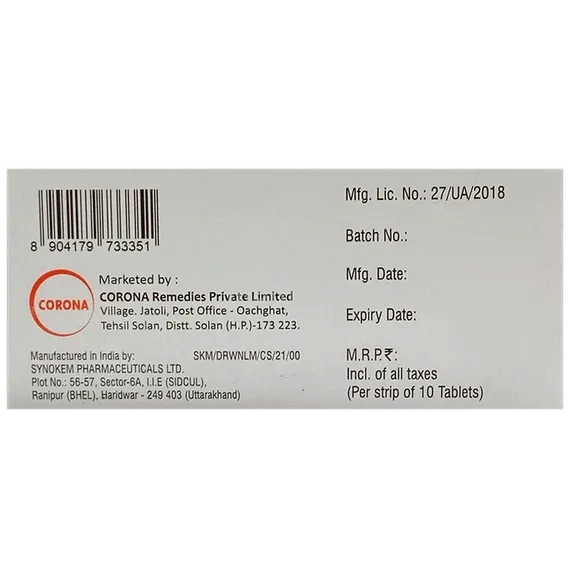 8 904179 733351
CORONA
Marketed by :
CORONA Remedies Private Limited
Village. Jatoli, Post Office - Oachghat,
Tehsil Solan, Distt. Solan (H.P.)-173 223.
Manufactured in India by: SKM/DRWNLM/CS/21/00
SYNOKEM PHARMACEUTICALS LTD.
Plot No.: 56-57, Sector-6A, I.I.E (SIDCUL),
Ranipur (BHEL), Haridwar - 249 403 (Uttarakhand)
Mfg. Lic. No.: 27/UA/2018
Batch No.:
Mfg. Date:
Expiry Date:
M.R.P.₹:
Incl. of all taxes
(Per strip of 10 Tablets)